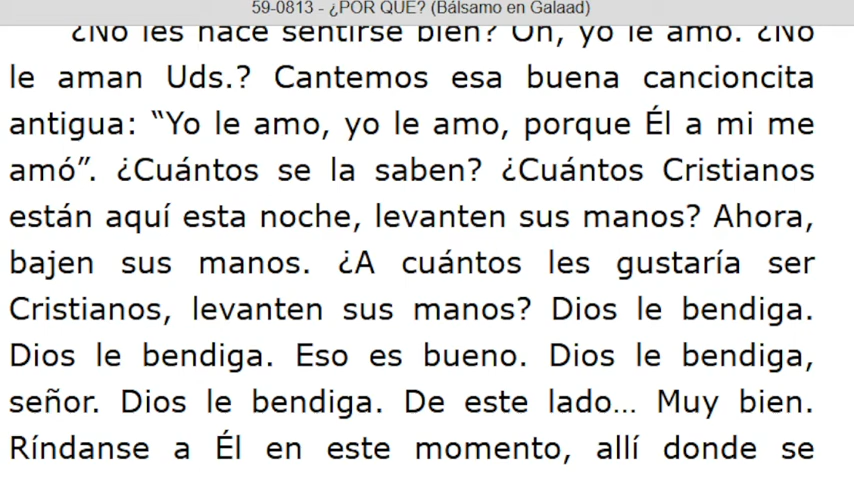 59-0813 - ¿POR QUE? (Bálsamo en Galaad)
¿No les hace sentirse bien? Oh, yo le amo. ¿No
le aman Uds.? Cantemos esa buena cancioncita
antigua: “Yo le amo, yo le amo, porque Él a mi me
amó”. ¿Cuántos se la saben? ¿Cuántos Cristianos
están aquí esta noche, levanten sus manos? Ahora,
bajen sus manos. ¿A cuántos les gustaría ser
Cristianos, levanten sus manos? Dios le bendiga.
Dios le bendiga. Eso es bueno. Dios le bendiga,
señor. Dios le bendiga. De este lado… Muy bien.
Ríndanse a Él en este momento, allí donde se